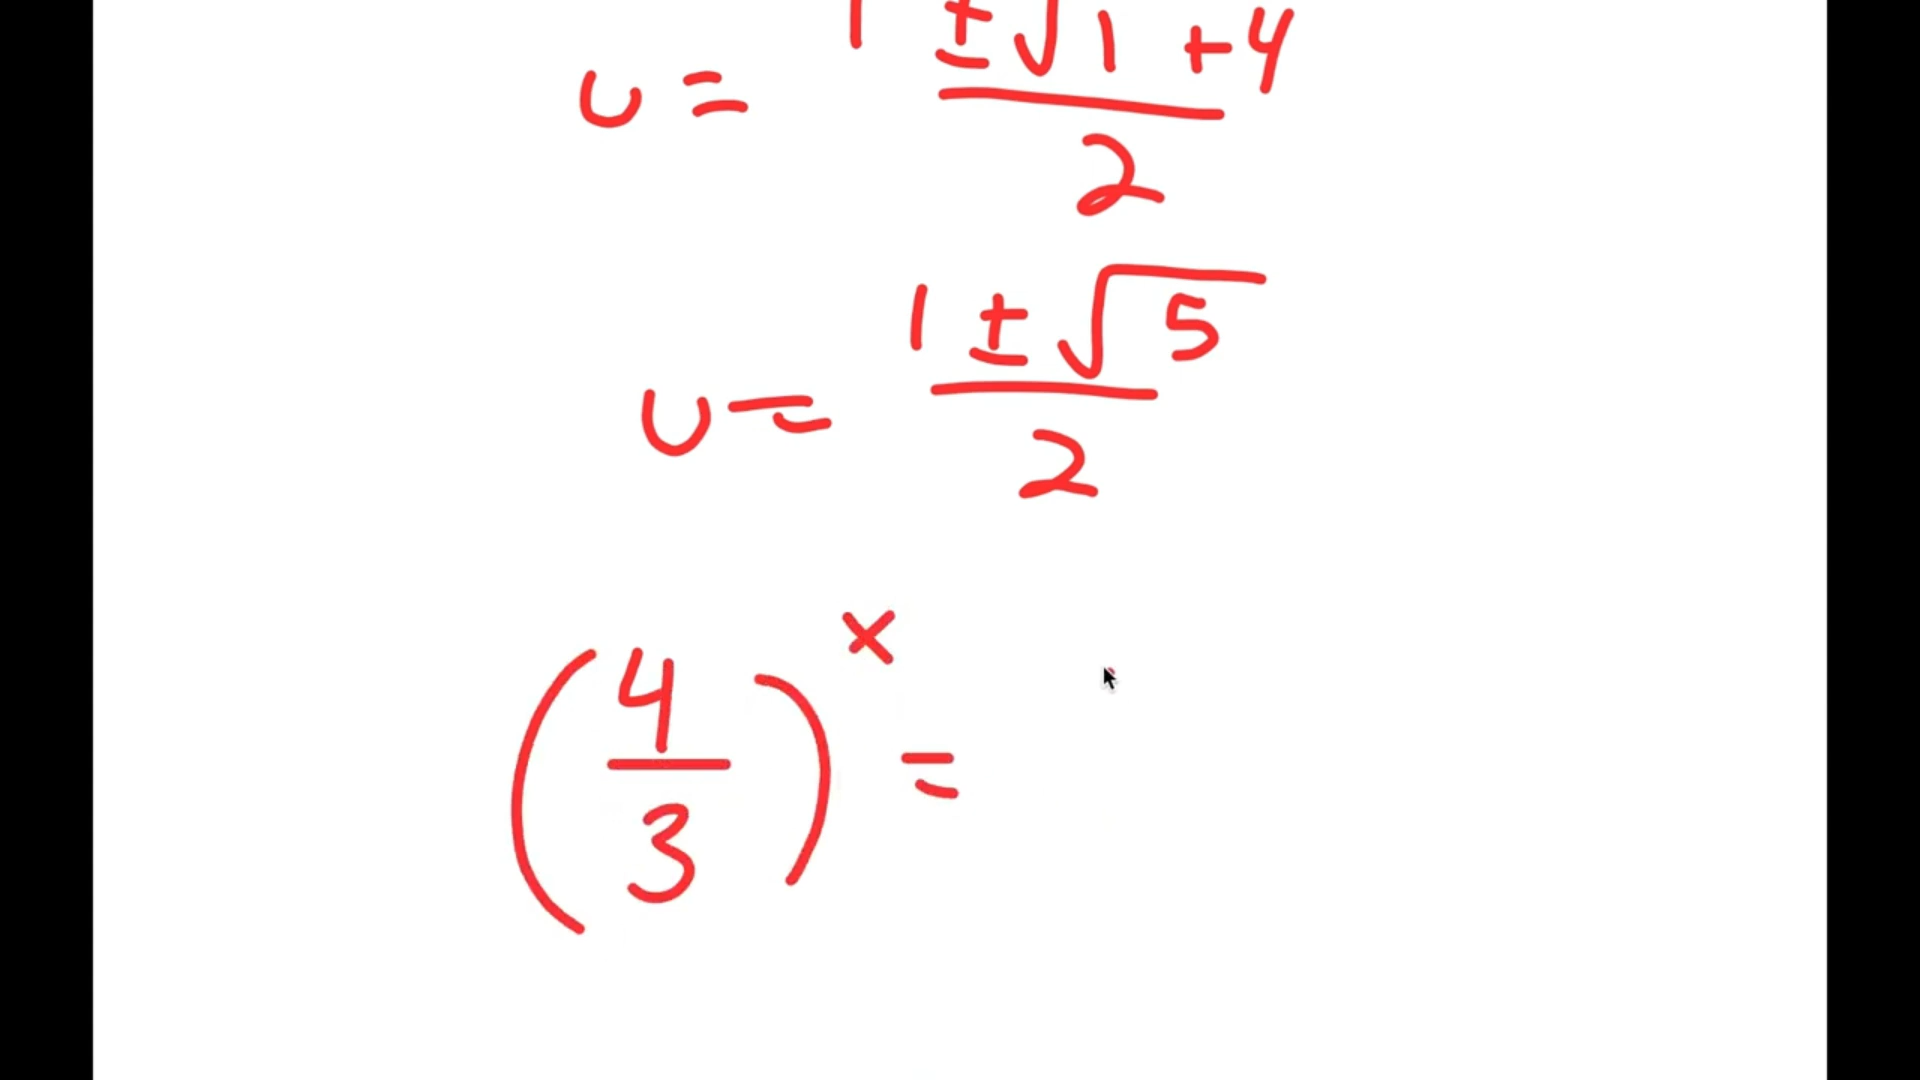 u = 1 ± √1 + 4 / 2
u = 1 ± √5 / 2
(4/3)^x =